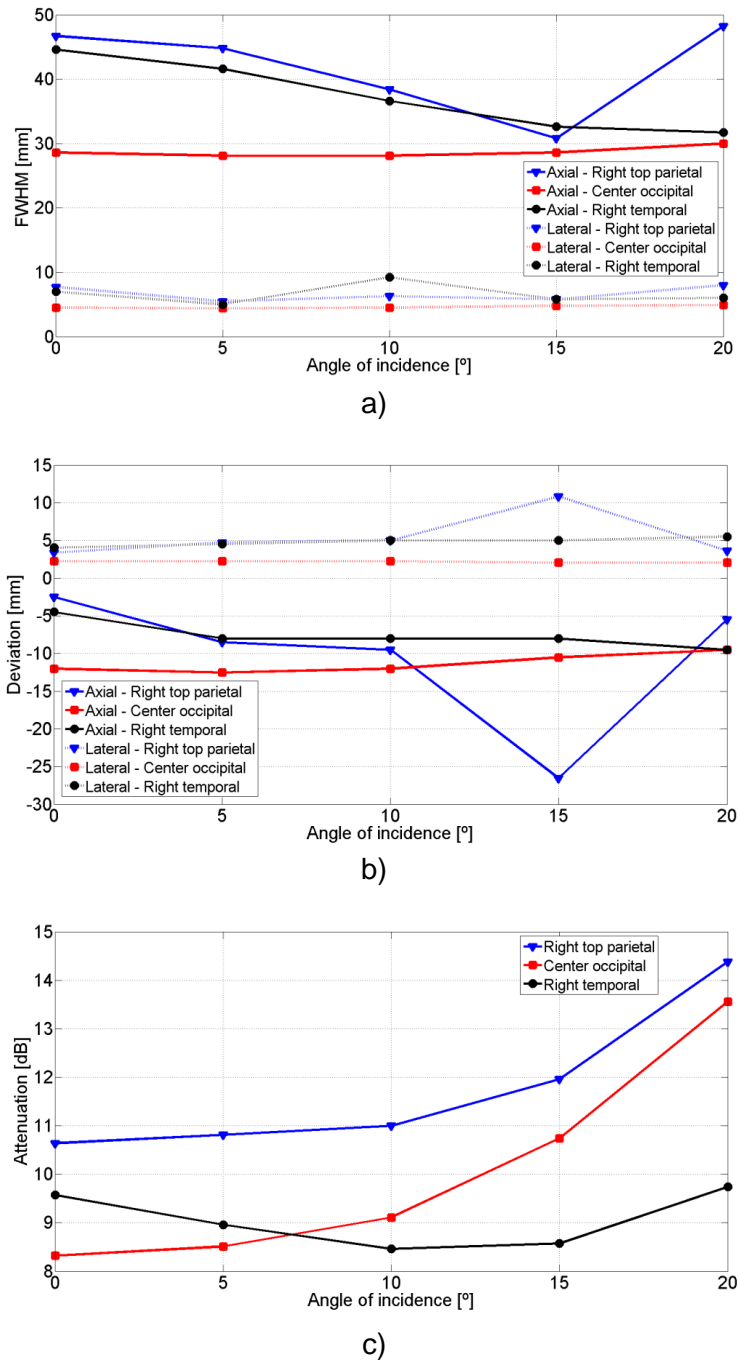 50
40
30
20
10
0
FWHM [mm]
Axial - Right top parietal
Axial - Center occipital
Axial - Right temporal
Lateral - Right top parietal
Lateral - Center occipital
Lateral - Right temporal
0 5 10 15 20
Angle of incidence [º]
a)
15
10
5
0
-5
-10
-15
-20
-25
-30
Deviation [mm]
Axial - Right top parietal
Axial - Center occipital
Axial - Right temporal
Lateral - Right top parietal
Lateral - Center occipital
Lateral - Right temporal
0 5 10 15 20
Angle of incidence [º]
b)
15
14
13
12
11
10
9
8
Attenuation [dB]
Right top parietal
Center occipital
Right temporal
0 5 10 15 20
Angle of incidence [º]
c)